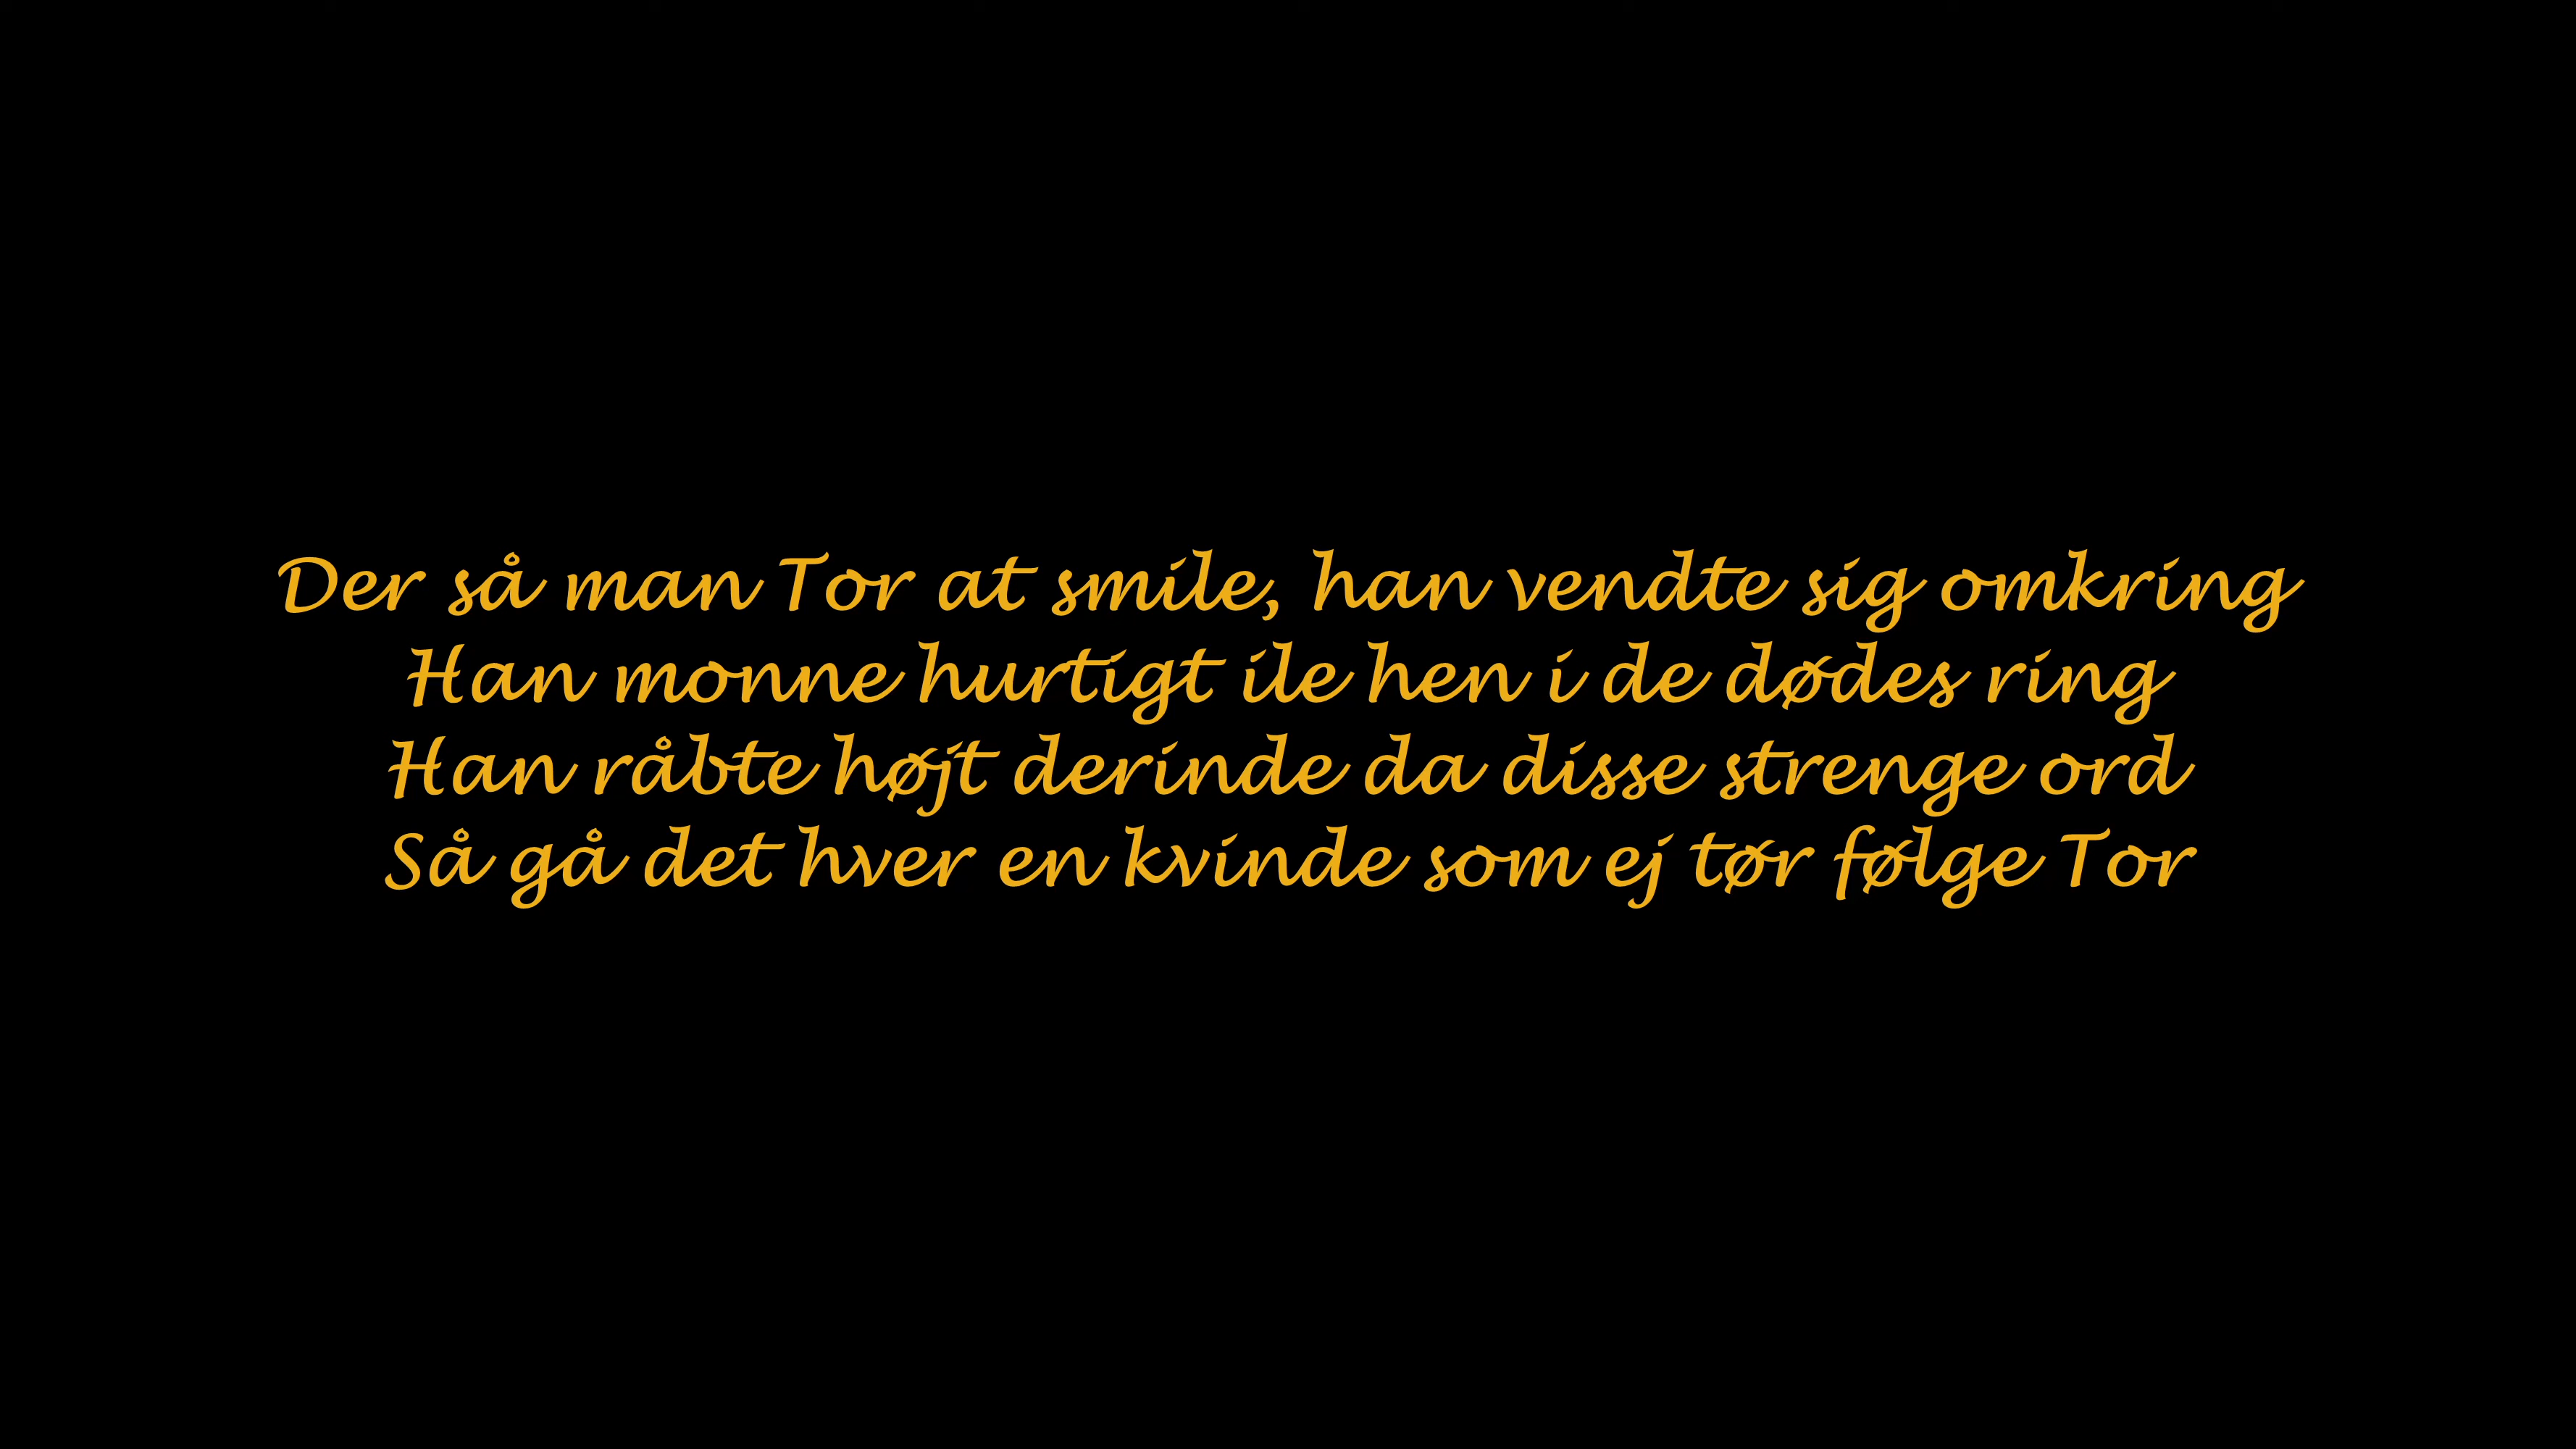 Der så man Tor at smile, han vendte sig omkring
Han monne hurtigt ile hen i de dødes ring
Han råbte højt derinde da disse strenge ord
Så gå det hver en kvinde som ej tør følge Tor